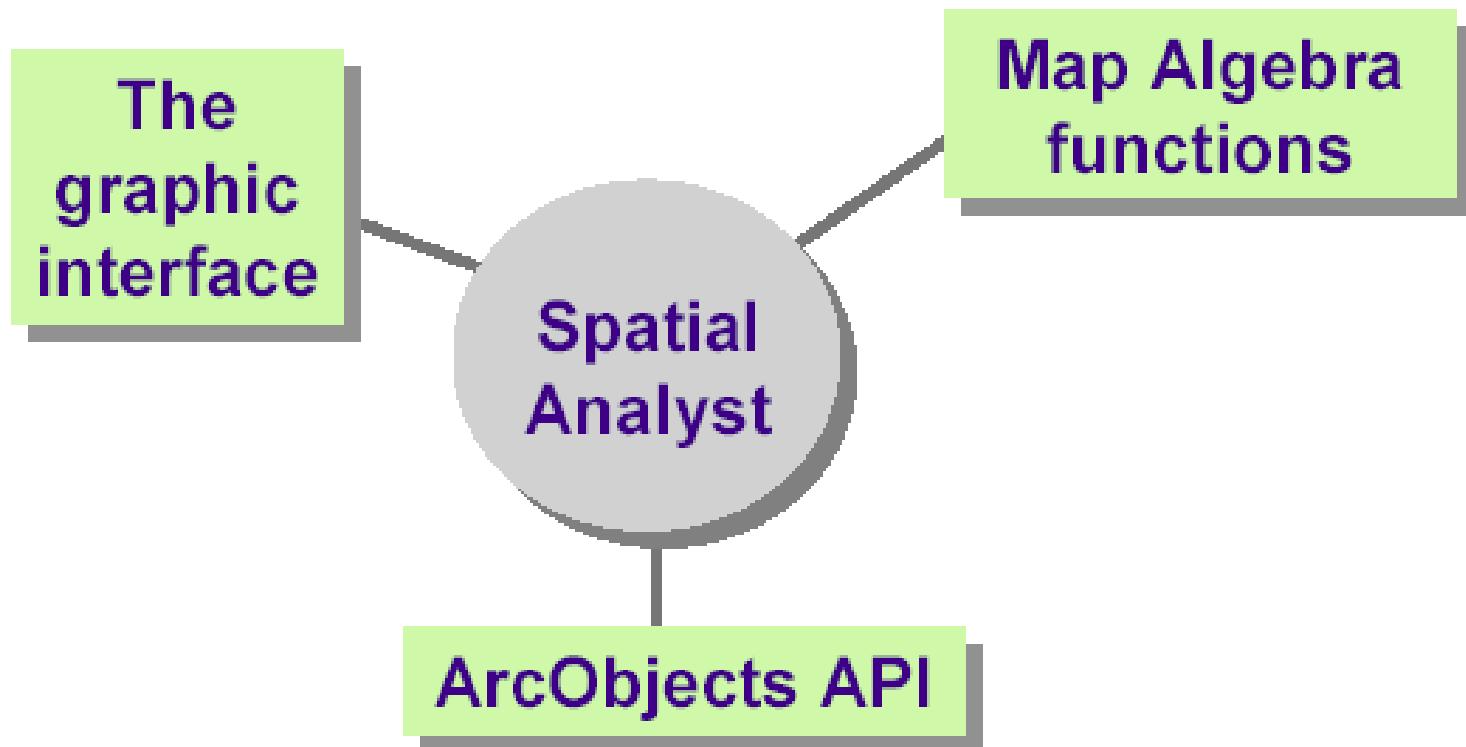 The
graphic
interface
Map Algebra
functions
Spatial
Analyst
ArcObjects API